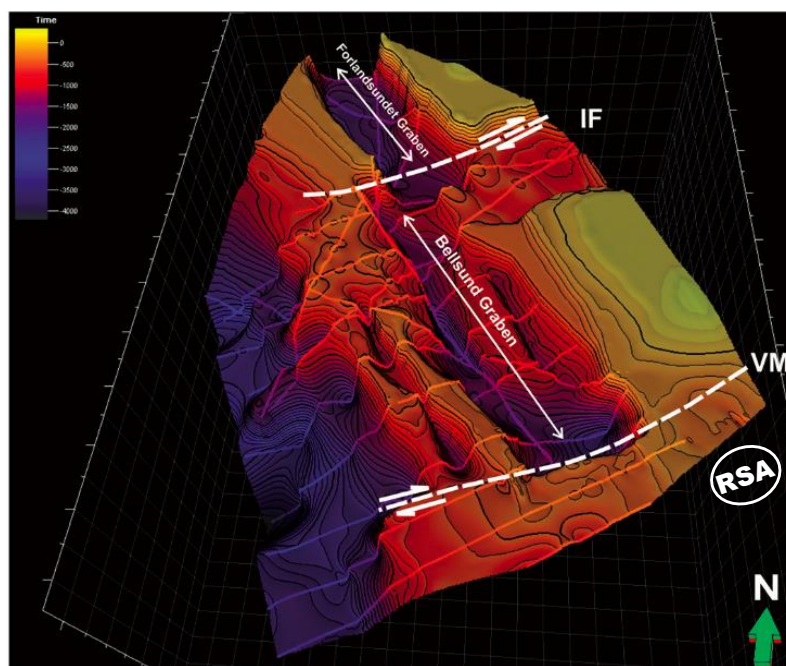 Time
0
-500
-1000
-1500
-2000
-2500
-3000
-3500
-4000
Forlandsundet Graben
IF
Bellsund Graben
VM
RSA
N